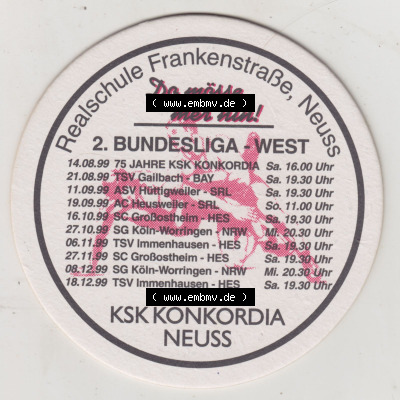 Realschule Frankenstraße, Neuss
Da mösse
mer hin!
( www.embmv.de )
2. BUNDESLIGA - WEST
14.08.99 75 JAHRE KSK KONKORDIA Sa. 16.00 Uhr
21.08.99 TSV Gailbach - BAY Sa. 19.30 Uhr
11.09.99 ASV Hüttigweiler - SRL Sa. 19.30 Uhr
19.09.99 AC Heusweiler - SRL So. 11.00 Uhr
( www.embmv.de )
16.10.99 SC Großostheim - HES Sa. 19.30 Uhr
27.10.99 SG Köln-Worringen - NRW Mi. 20.30 Uhr
06.11.99 TSV Immenhausen - HES Sa. 19.30 Uhr
27.11.99 SC Großostheim - HES Sa. 19.30 Uhr
08.12.99 SG Köln-Worringen - NRW Mi. 20.30 Uhr
18.12.99 TSV Immenhausen - HES Sa. 19.30 Uhr
( www.embmv.de )
KSK KONKORDIA
NEUSS